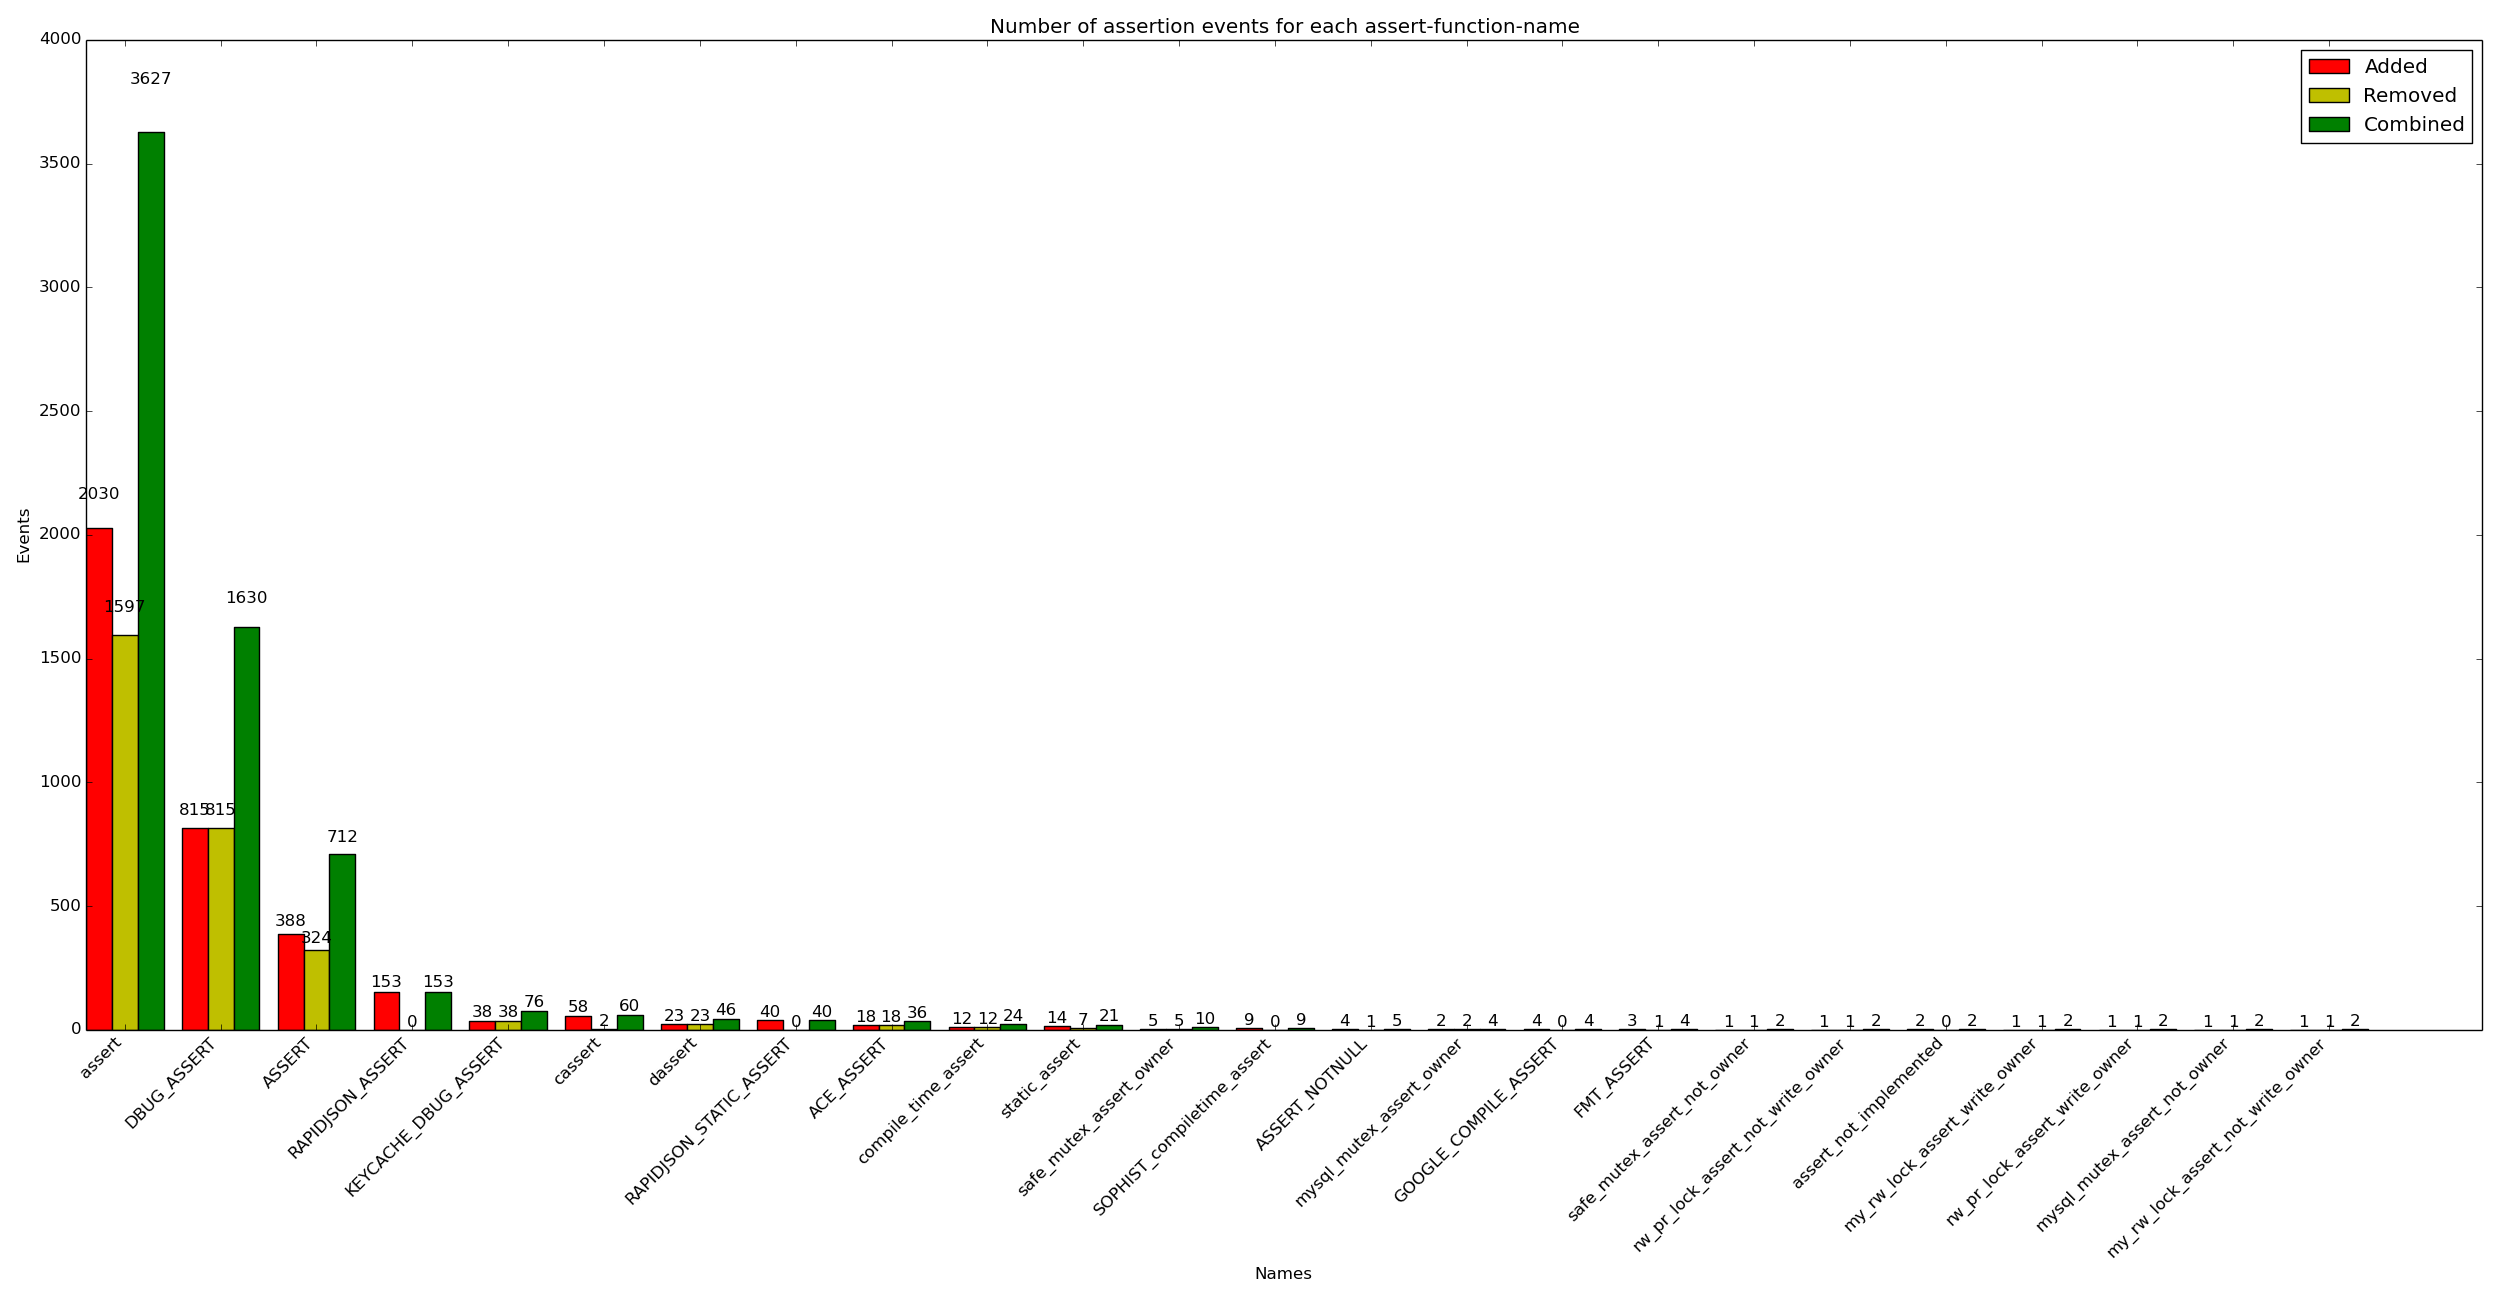 Number of assertion events for each assert-function-name
Added
Removed
Combined
Events
4000
3500
3000
2500
2000
1500
1000
500
0
2030
1597
3627
815
815
1630
388
324
712
153
0
153
38
38
76
58
2
60
23
23
46
40
0
40
18
18
36
12
12
24
14
7
21
5
5
10
9
0
9
4
1
5
2
2
4
4
0
4
3
1
4
1
1
2
1
1
2
2
0
2
1
1
2
1
1
2
1
1
2
1
1
2
assert
DBUG_ASSERT
ASSERT
RAPIDJSON_ASSERT
KEYCACHE_DBUG_ASSERT
cassert
dassert
RAPIDJSON_STATIC_ASSERT
ACE_ASSERT
compile_time_assert
static_assert
safe_mutex_assert_owner
SOPHIST_compiletime_assert
ASSERT_NOTNULL
mysql_mutex_assert_owner
GOOGLE_COMPILE_ASSERT
FMT_ASSERT
safe_mutex_assert_not_owner
rw_pr_lock_assert_not_write_owner
assert_not_implemented
my_rw_lock_assert_write_owner
rw_pr_lock_assert_write_owner
mysql_mutex_assert_not_owner
my_rw_lock_assert_not_write_owner
Names